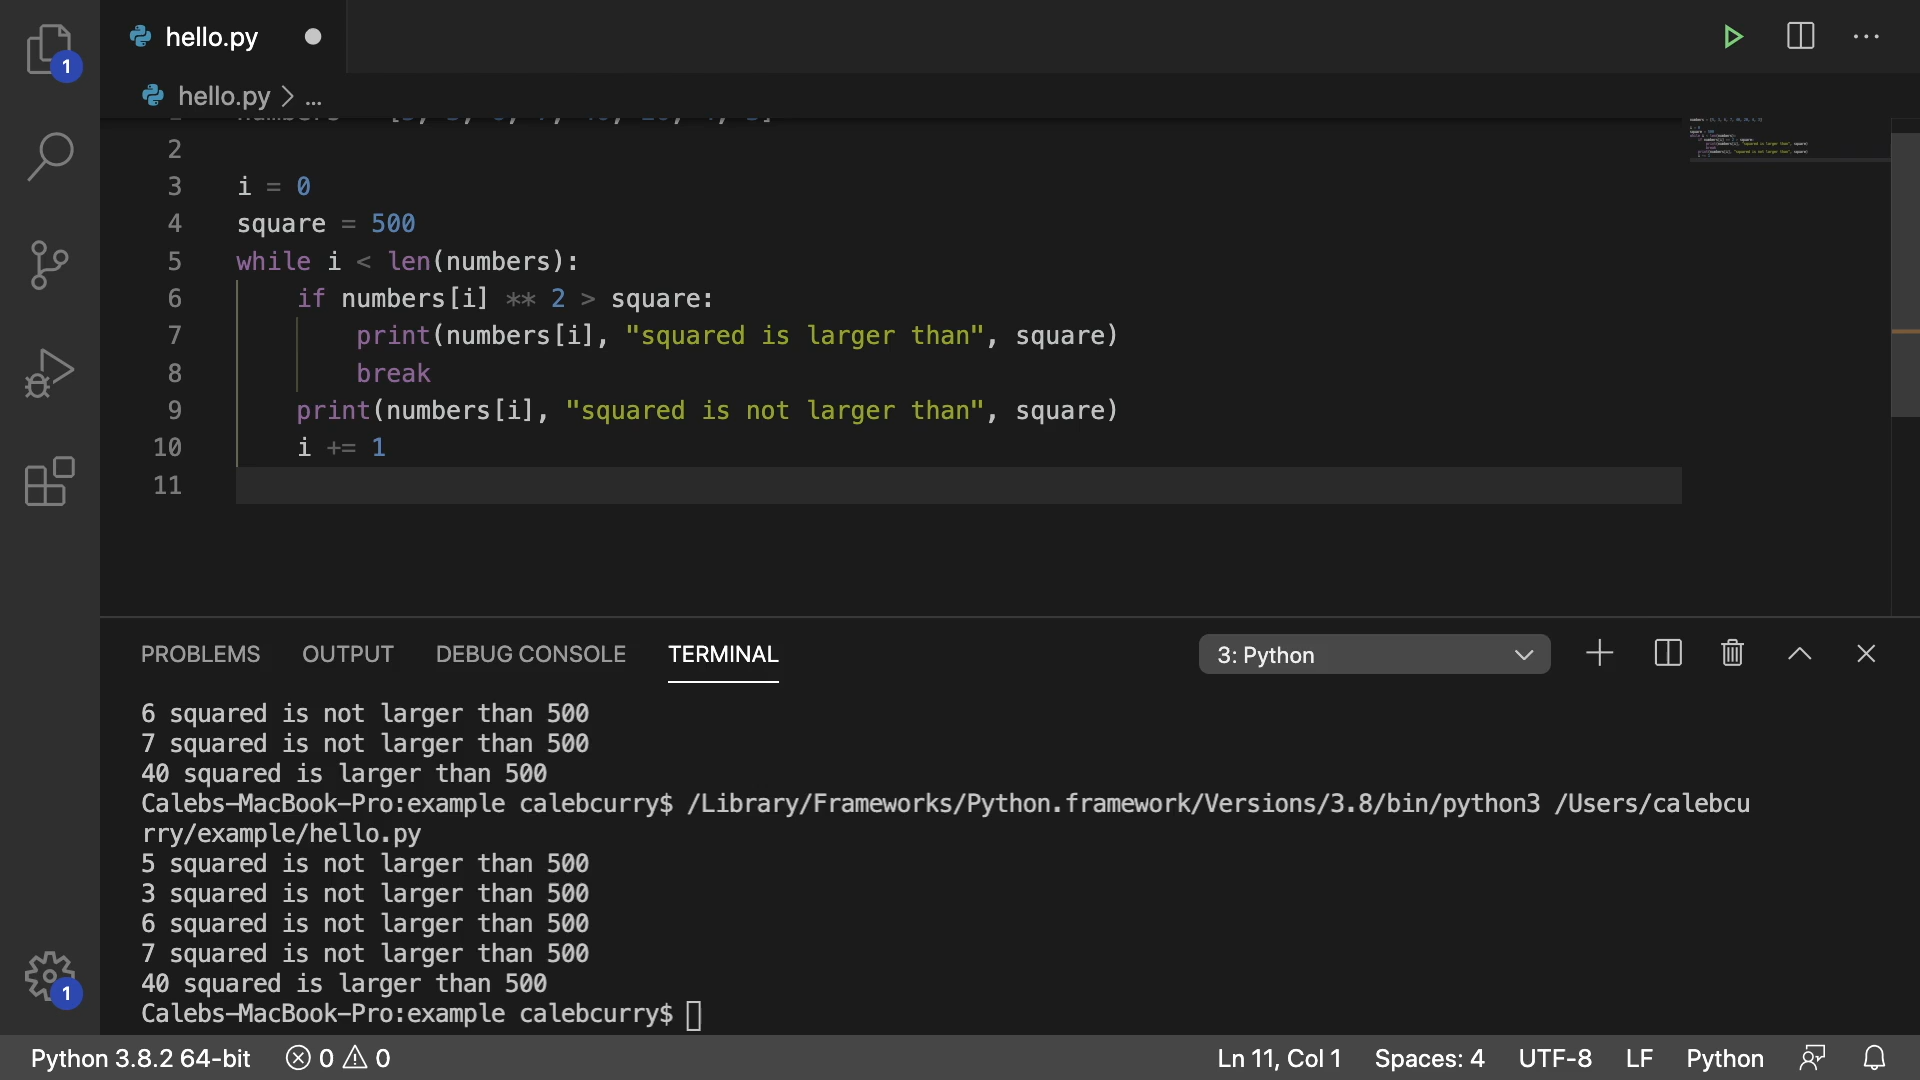 hello.py
1
hello.py > ...
2
3 i = 0
4 square = 500
5 while i < len(numbers):
6 if numbers[i] ** 2 > square:
7 print(numbers[i], "squared is larger than", square)
8 break
9 print(numbers[i], "squared is not larger than", square)
10 i += 1
11
PROBLEMS OUTPUT DEBUG CONSOLE TERMINAL 3: Python
6 squared is not larger than 500
7 squared is not larger than 500
40 squared is larger than 500
Calebs-MacBook-Pro:example calebcurry$ /Library/Frameworks/Python.framework/Versions/3.8/bin/python3 /Users/calebcu
rry/example/hello.py
5 squared is not larger than 500
3 squared is not larger than 500
6 squared is not larger than 500
7 squared is not larger than 500
40 squared is larger than 500
1
Calebs-MacBook-Pro:example calebcurry$
Python 3.8.2 64-bit 0 0 Ln 11, Col 1 Spaces: 4 UTF-8 LF Python